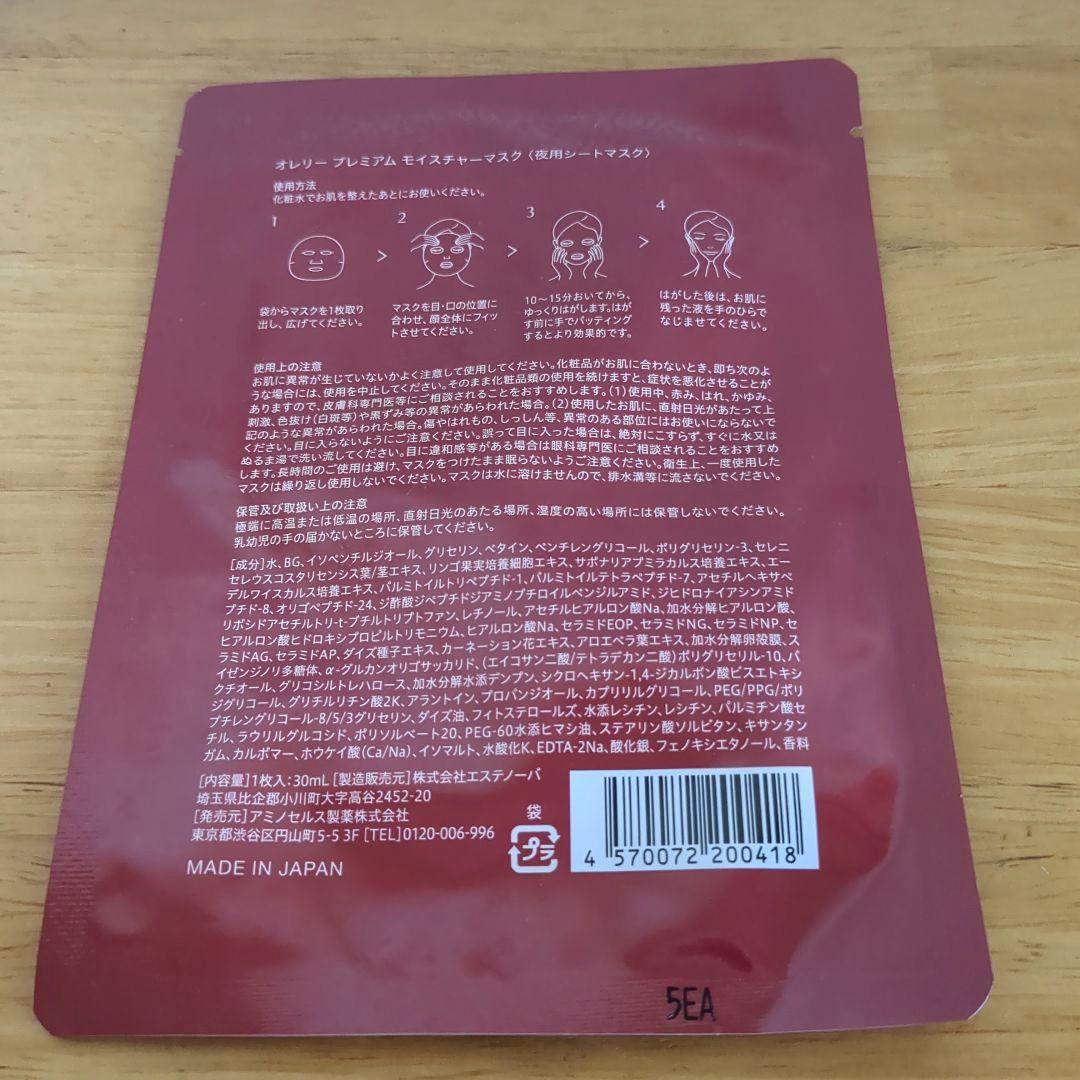 オレリー プレミアム モイスチャーマスク〈夜用シートマスク〉
使用方法
化粧水でお肌を整えたあとにお使いください。
1
2
3
4
>
>
>
袋からマスクを1枚取り
出し、広げてください。
マスクを目・口の位置に
合わせ、顔全体にフィッ
トさせてください。
10〜15分おいてから、
ゆっくりはがします。はが
す前に手でパッティング
するとより効果的です。
はがした後は、お肌に
残った液を手のひらで
なじませてください。
使用上の注意
お肌に異常が生じていないかよく注意して使用してください。化粧品がお肌に合わないとき、即ち次のよ
うな場合には、使用を中止してください。そのまま化粧品類の使用を続けますと、症状を悪化させることが
ありますので、皮膚科専門医等にご相談されることをおすすめします。(1)使用中、赤み、はれ、かゆみ、
刺激、色抜け(白斑等)や黒ずみ等の異常があらわれた場合。(2)使用したお肌に、直射日光があたって上
記のような異常があらわれた場合。傷やはれもの、しっしん等、異常のある部位にはお使いにならないで
ください。目に入らないようにご注意ください。誤って目に入った場合は、絶対にこすらず、すぐに水又は
ぬるま湯で洗い流してください。目に違和感等がある場合は眼科専門医にご相談されることをおすすめ
します。長時間のご使用は避け、マスクをつけたまま眠らないようご注意ください。衛生上、一度使用した
マスクは繰り返し使用しないでください。マスクは水に溶けませんので、排水溝等に流さないでください。
保管及び取扱い上の注意
極端に高温または低温の場所、直射日光のあたる場所、湿度の高い場所には保管しないでください。
乳幼児の手の届かないところに保管してください。
[成分]水、BG、イソペンチルジオール、グリセリン、ベタイン、ペンチレングリコール、ポリグリセリン-3、セレニ
セレウスコスタリセンシス葉/茎エキス、リンゴ果実培養細胞エキス、サポナリアプミラカルス培養エキス、エー
デルワイスカルス培養エキス、パルミトイルトリペプチド-1、パルミトイルテトラペプチド-7、アセチルヘキサペ
プチド-8、オリゴペプチド-24、ジ酢酸ジペプチドジアミノブチロイルベンジルアミド、ジヒドロナイアシンアミド
リポシドアセチルトリ-t-ブチルトリプトファン、レチノール、アセチルヒアルロン酸Na、加水分解ヒアルロン酸、
ヒアルロン酸ヒドロキシプロピルトリモニウム、ヒアルロン酸Na、セラミドEOP、セラミドNG、セラミドNP、セ
ラミドAG、セラミドAP、ダイズ種子エキス、カーネーション花エキス、アロエベラ葉エキス、加水分解卵殻膜、ス
イゼンジノリ多糖体、α-グルカンオリゴサッカリド、(エイコサン二酸/テトラデカン二酸)ポリグリセリル-10、バ
クチオール、グリコシルトレハロース、加水分解水添デンプン、シクロヘキサン-1,4-ジカルボン酸ビスエトキシ
ジグリコール、グリチルリチン酸2K、アラントイン、プロパンジオール、カプリリルグリコール、PEG/PPG/ポリ
ブチレングリコール-8/5/3グリセリン、ダイズ油、フィトステロールズ、水添レシチン、レシチン、パルミチン酸セ
チル、ラウリルグルコシド、ポリソルベート20、PEG-60水添ヒマシ油、ステアリン酸ソルビタン、キサンタン
ガム、カルボマー、ホウケイ酸(Ca/Na)、イソマルト、水酸化K、EDTA-2Na、酸化銀、フェノキシエタノール、香料
[内容量]1枚入:30mL [製造販売元]株式会社エステノーバ
埼玉県比企郡小川町大字高谷2452-20
[発売元]アミノセルス製薬株式会社
東京都渋谷区円山町5-5 3F [TEL]0120-006-996
袋
プラ
4 570072 200418
MADE IN JAPAN
5EA